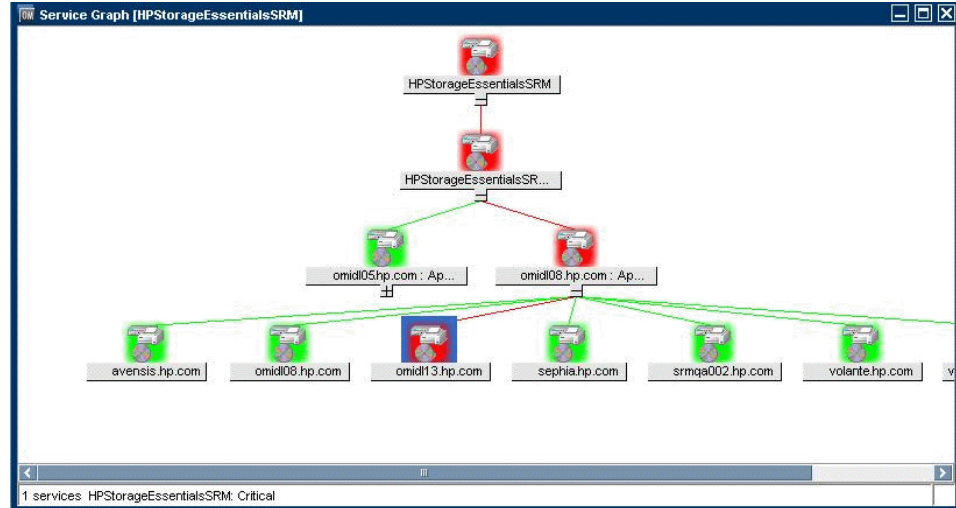 Service Graph [HPStorageEssentialsSRM]
HPStorageEssentialsSRM
HPStorageEssentialsSR...
omidl05.hp.com : Ap...
omidl08.hp.com : Ap...
avensis.hp.com
omidl08.hp.com
omidl13.hp.com
sephia.hp.com
srmqa002.hp.com
volante.hp.com
v
1 services HPStorageEssentialsSRM: Critical